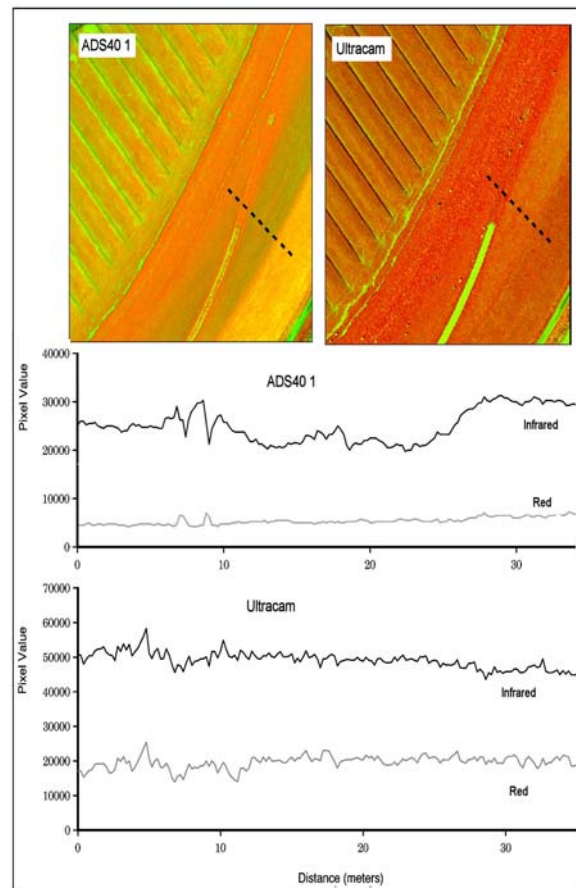 ADS40 1
Ultracam
Pixel Value
ADS40 1
40000
30000
20000
10000
0
Infrared
Red
0 10 20 30
Pixel Value
Ultracam
70000
60000
50000
40000
30000
20000
10000
0
Infrared
Red
0 10 20 30
Distance (meters)